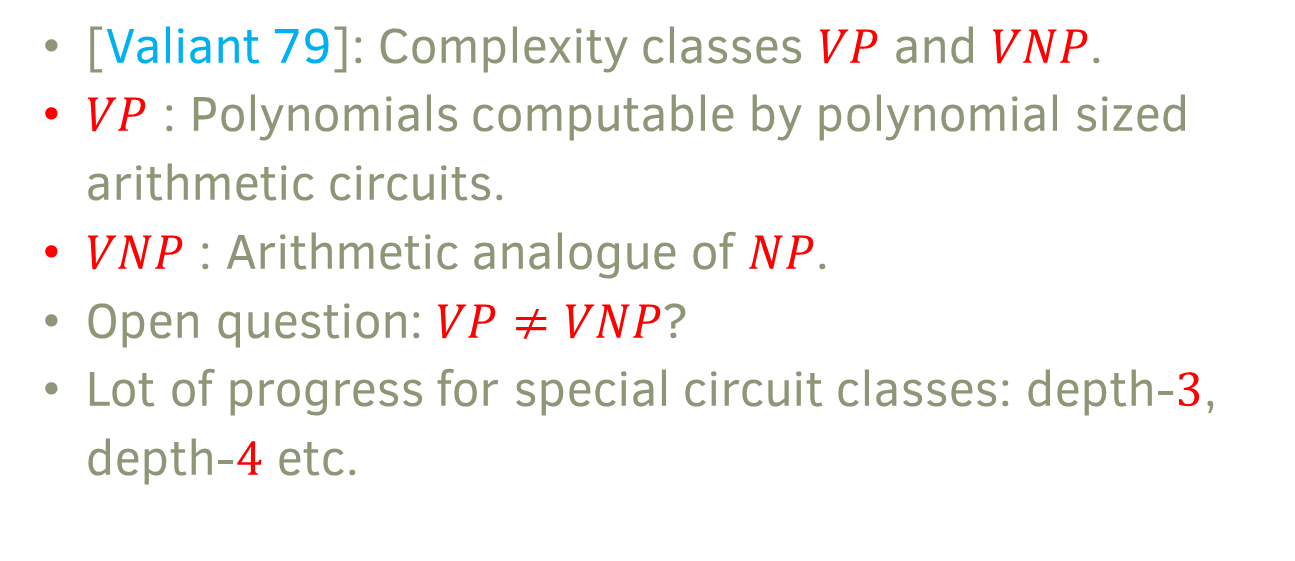 • [Valiant 79]: Complexity classes VP and VNP.
• VP : Polynomials computable by polynomial sized
arithmetic circuits.
• VNP : Arithmetic analogue of NP.
• Open question: VP ≠ VNP?
• Lot of progress for special circuit classes: depth-3,
depth-4 etc.